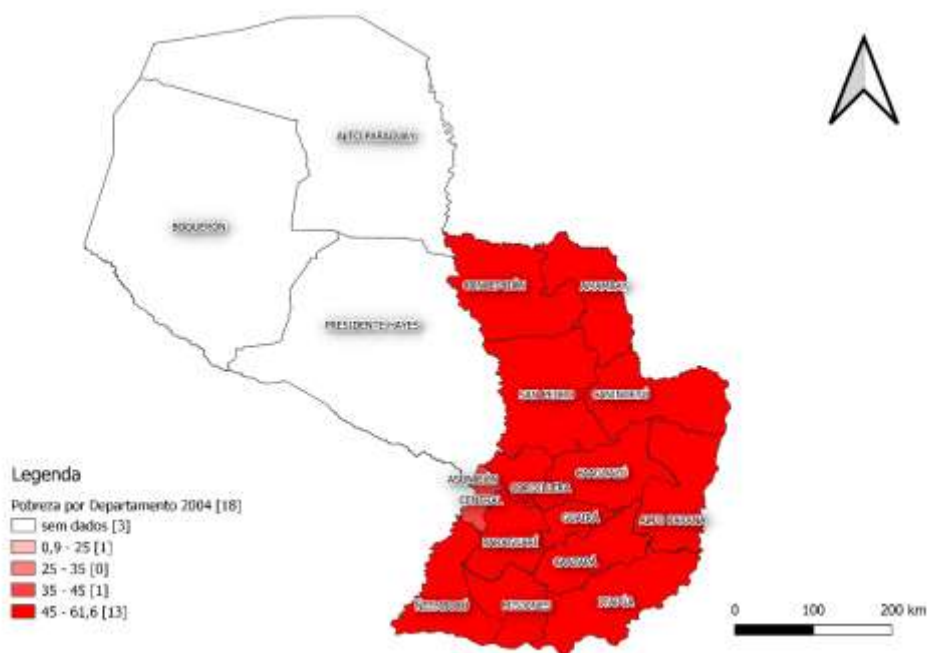 ALTO PARAGUAY
BOQUERÓN
CONCEPCIÓN
AMAMBAY
PRESIDENTE HAYES
SAN PEDRO
CANINDEYÚ
ASUNCIÓN
CAAGUAZÚ
CORDILLERA
CENTRAL
GUAIRÁ
ALTO PARANÁ
PARAGUARÍ
CAAZAPÁ
ÑEEMBUCÚ
MISIONES
ITAPÚA
Legenda
Pobreza por Departamento 2004 [18]
sem dados [3]
0,9 - 25 [1]
25 - 35 [0]
35 - 45 [1]
45 - 61,6 [13]
0 100 200 km